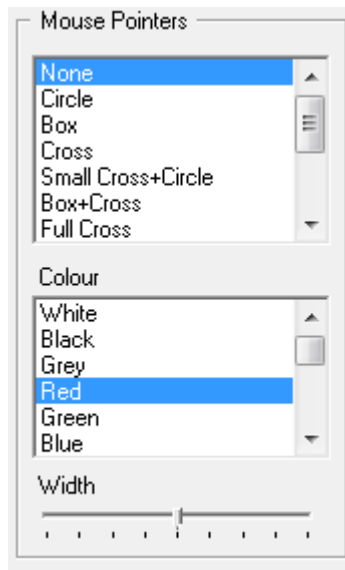 Mouse Pointers
None
Circle
Box
Cross
Small Cross+Circle
Box+Cross
Full Cross
Colour
White
Black
Grey
Red
Green
Blue
Width